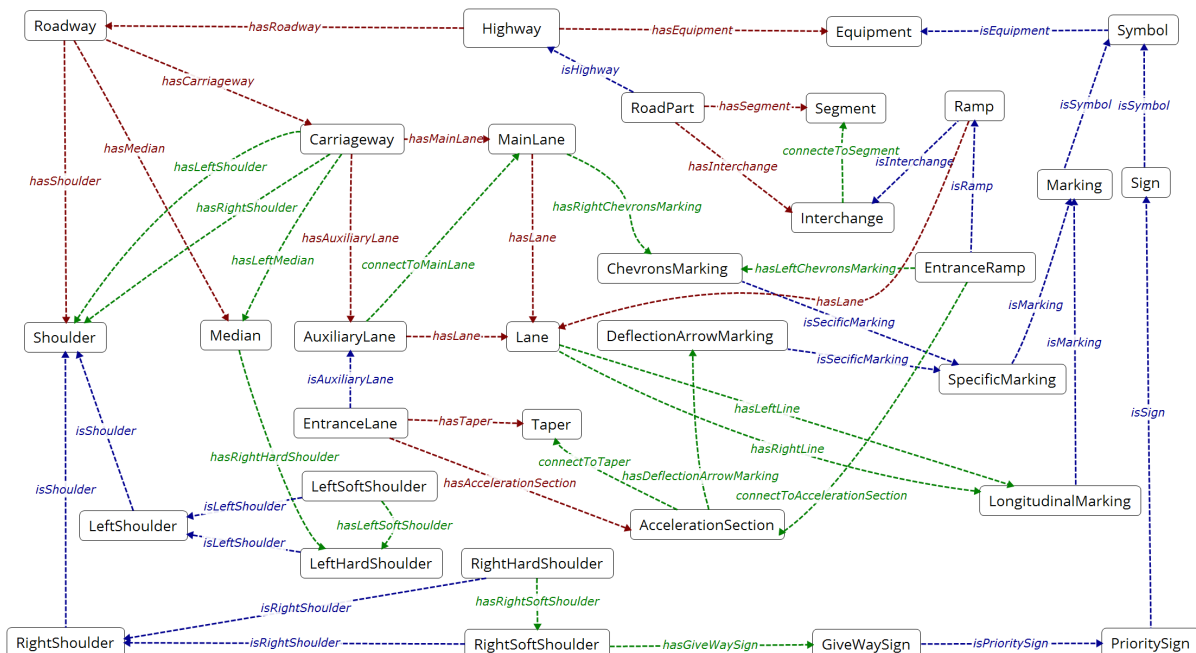 Roadway
hasRoadway
Highway
hasEquipment
Equipment
isEquipment
Symbol
isHighway
hasCarriageway
RoadPart
hasSegment
Segment
Ramp
isSymbol
isSymbol
Carriageway
hasMainLane
MainLane
hasMedian
hasLeftShoulder
connecteToSegment
isInterchange
hasInterchange
hasShoulder
isRamp
Marking
Sign
hasRightShoulder
hasRightChevronsMarking
Interchange
hasAuxiliaryLane
hasLane
hasLeftMedian
connectToMainLane
ChevronsMarking
hasLeftChevronsMarking
EntranceRamp
hasLane
isMarking
isSecificMarking
Shoulder
Median
AuxiliaryLane
hasLane
Lane
DeflectionArrowMarking
isMarking
isSecificMarking
SpecificMarking
isAuxiliaryLane
hasLeftLine
isSign
EntranceLane
hasTaper
Taper
isShoulder
hasRightLine
hasRightHardShoulder
connectToTaper
hasDeflectionArrowMarking
hasAccelerationSection
isShoulder
LeftSoftShoulder
connectToAccelerationSection
LongitudinalMarking
isLeftShoulder
LeftShoulder
hasLeftSoftShoulder
AccelerationSection
isLeftShoulder
LeftHardShoulder
RightHardShoulder
isRightShoulder
hasRightSoftShoulder
RightShoulder
isRightShoulder
RightSoftShoulder
hasGiveWaySign
GiveWaySign
isPrioritySign
PrioritySign